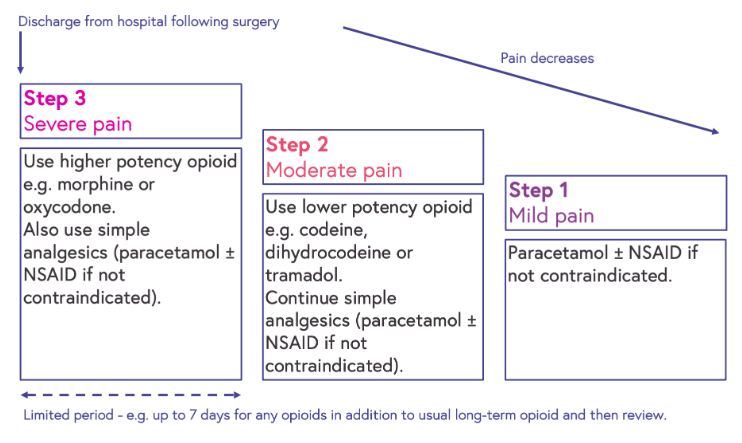 Discharge from hospital following surgery
Pain decreases
Step 3
Severe pain
Use higher potency opioid
e.g. morphine or
oxycodone.
Also use simple
analgesics (paracetamol ±
NSAID if not
contraindicated).
Step 2
Moderate pain
Use lower potency opioid
e.g. codeine,
dihydrocodeine or
tramadol.
Continue simple
analgesics (paracetamol ±
NSAID if not
contraindicated).
Step 1
Mild pain
Paracetamol ± NSAID if
not contraindicated.
Limited period - e.g. up to 7 days for any opioids in addition to usual long-term opioid and then review.